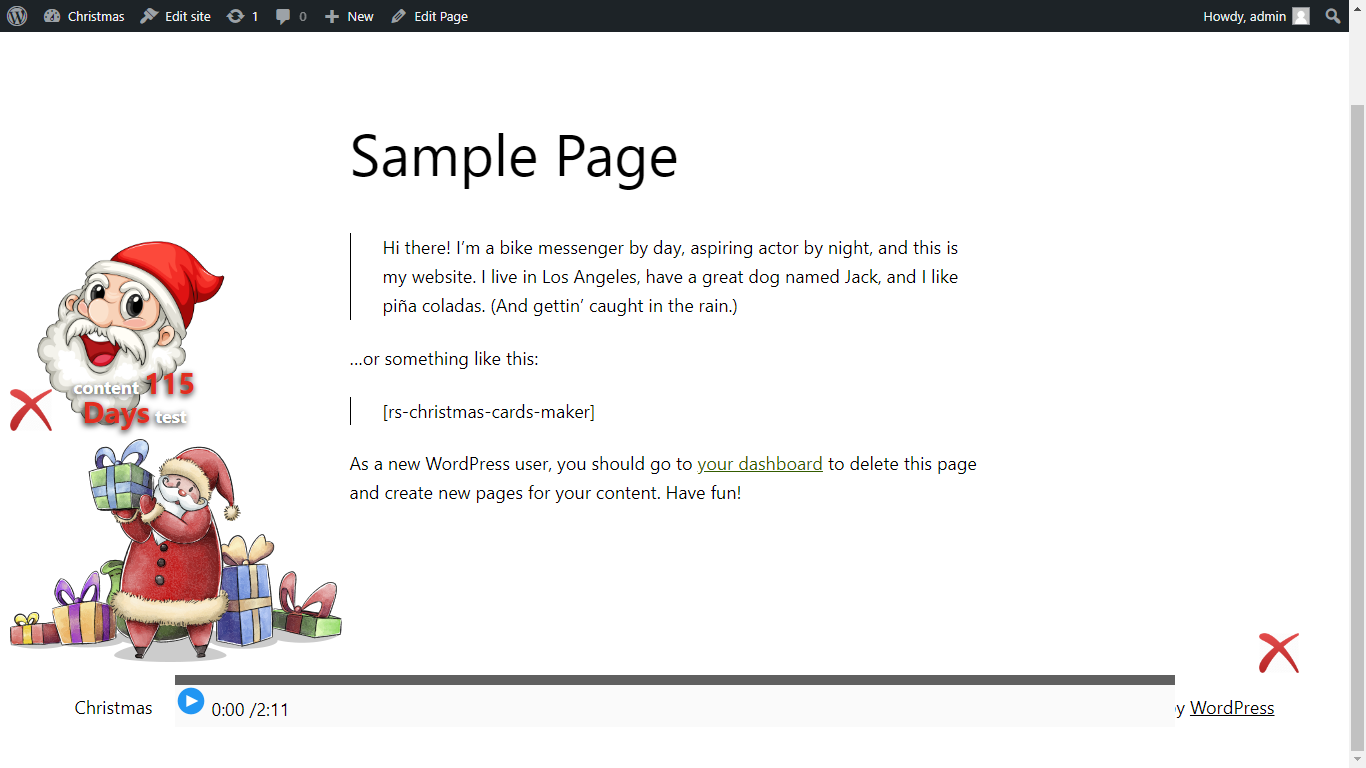 Christmas Edit site 1 0 New Edit Page Howdy, admin
Sample Page
Hi there! I’m a bike messenger by day, aspiring actor by night, and this is
my website. I live in Los Angeles, have a great dog named Jack, and I like
piña coladas. (And gettin’ caught in the rain.)
…or something like this:
content 115
Days test
[rs-christmas-cards-maker]
As a new WordPress user, you should go to your dashboard to delete this page
and create new pages for your content. Have fun!
Christmas
0:00 /2:11
y WordPress